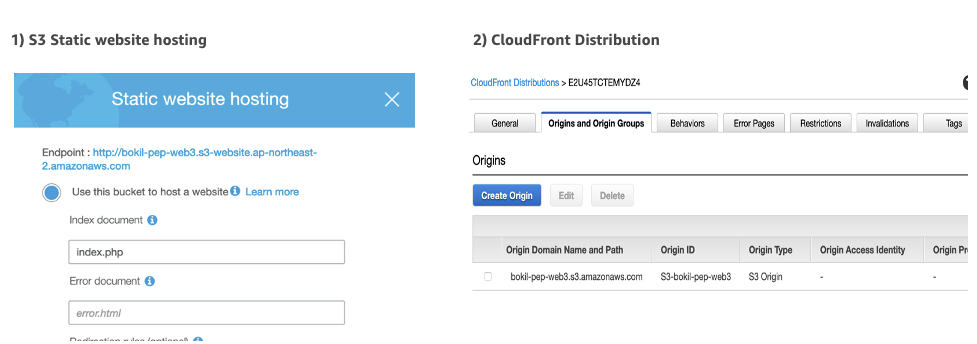 1) S3 Static website hosting
2) CloudFront Distribution
Static website hosting
Endpoint : http://bokil-pep-web3.s3-website.ap-northeast-
2.amazonaws.com
Use this bucket to host a website Learn more
Index document
index.php
Error document
error.html
Redirection rules (optional)
CloudFront Distributions > E2U45TCTEMYDZ4
General Origins and Origin Groups Behaviors Error Pages Restrictions Invalidations Tags
Origins
Create Origin Edit Delete
Origin Domain Name and Path Origin ID Origin Type Origin Access Identity Origin Pr
bokil-pep-web3.s3.amazonaws.com S3-bokil-pep-web3 S3 Origin - -